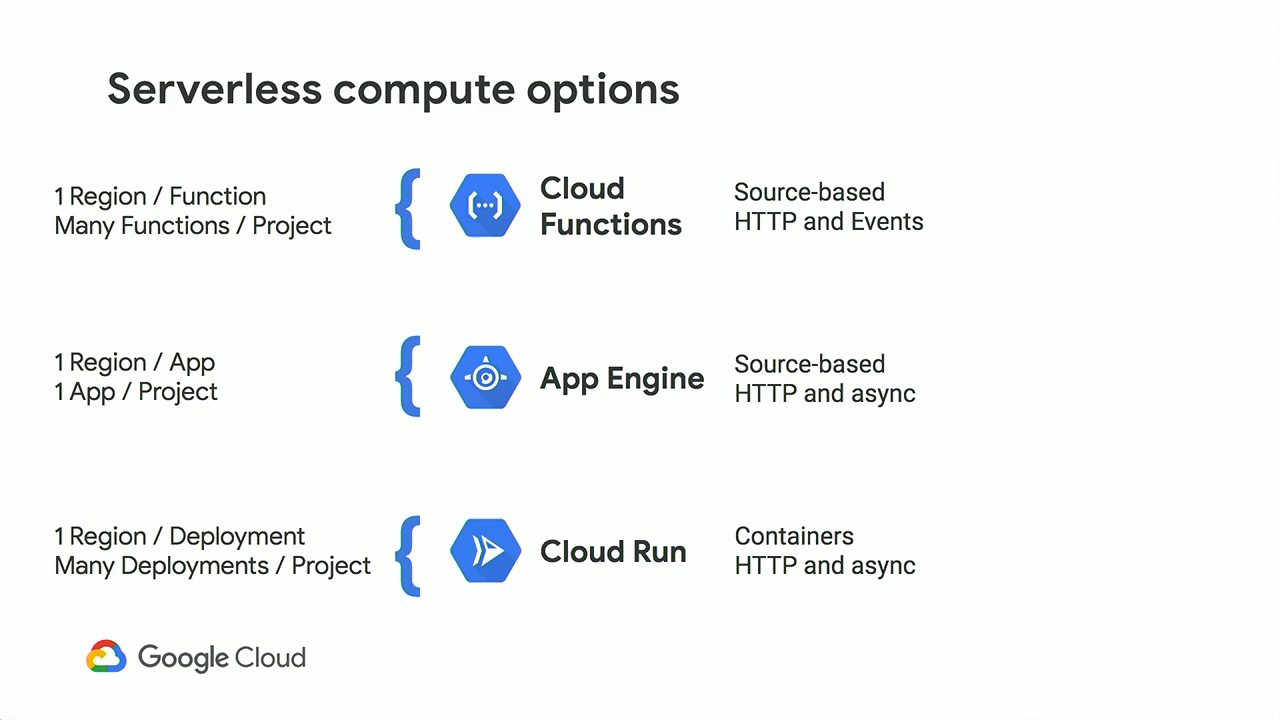 Serverless compute options
1 Region / Function
Many Functions / Project
Cloud
Functions
Source-based
HTTP and Events
1 Region / App
1 App / Project
App Engine
Source-based
HTTP and async
1 Region / Deployment
Many Deployments / Project
Cloud Run
Containers
HTTP and async
Google Cloud